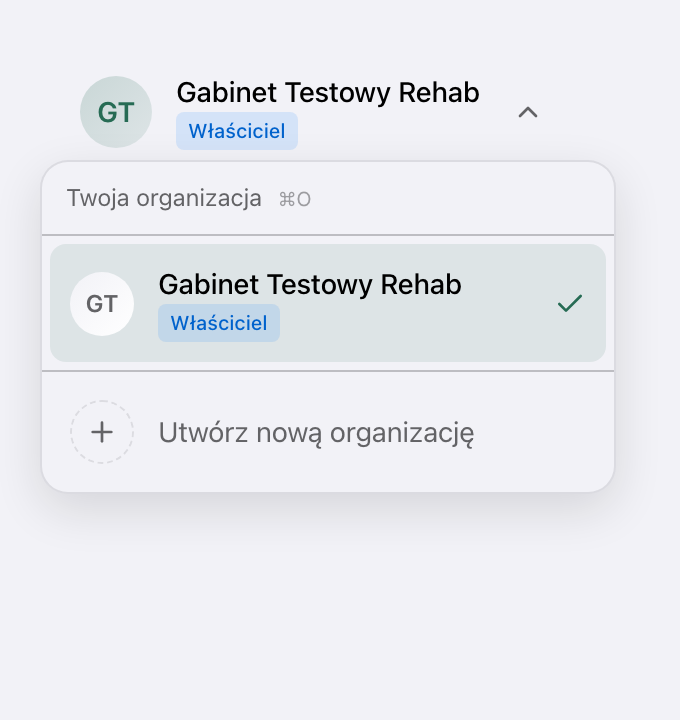 GT
Gabinet Testowy Rehab
Właściciel
Twoja organizacja ⌘O
GT
Gabinet Testowy Rehab
Właściciel
Utwórz nową organizację